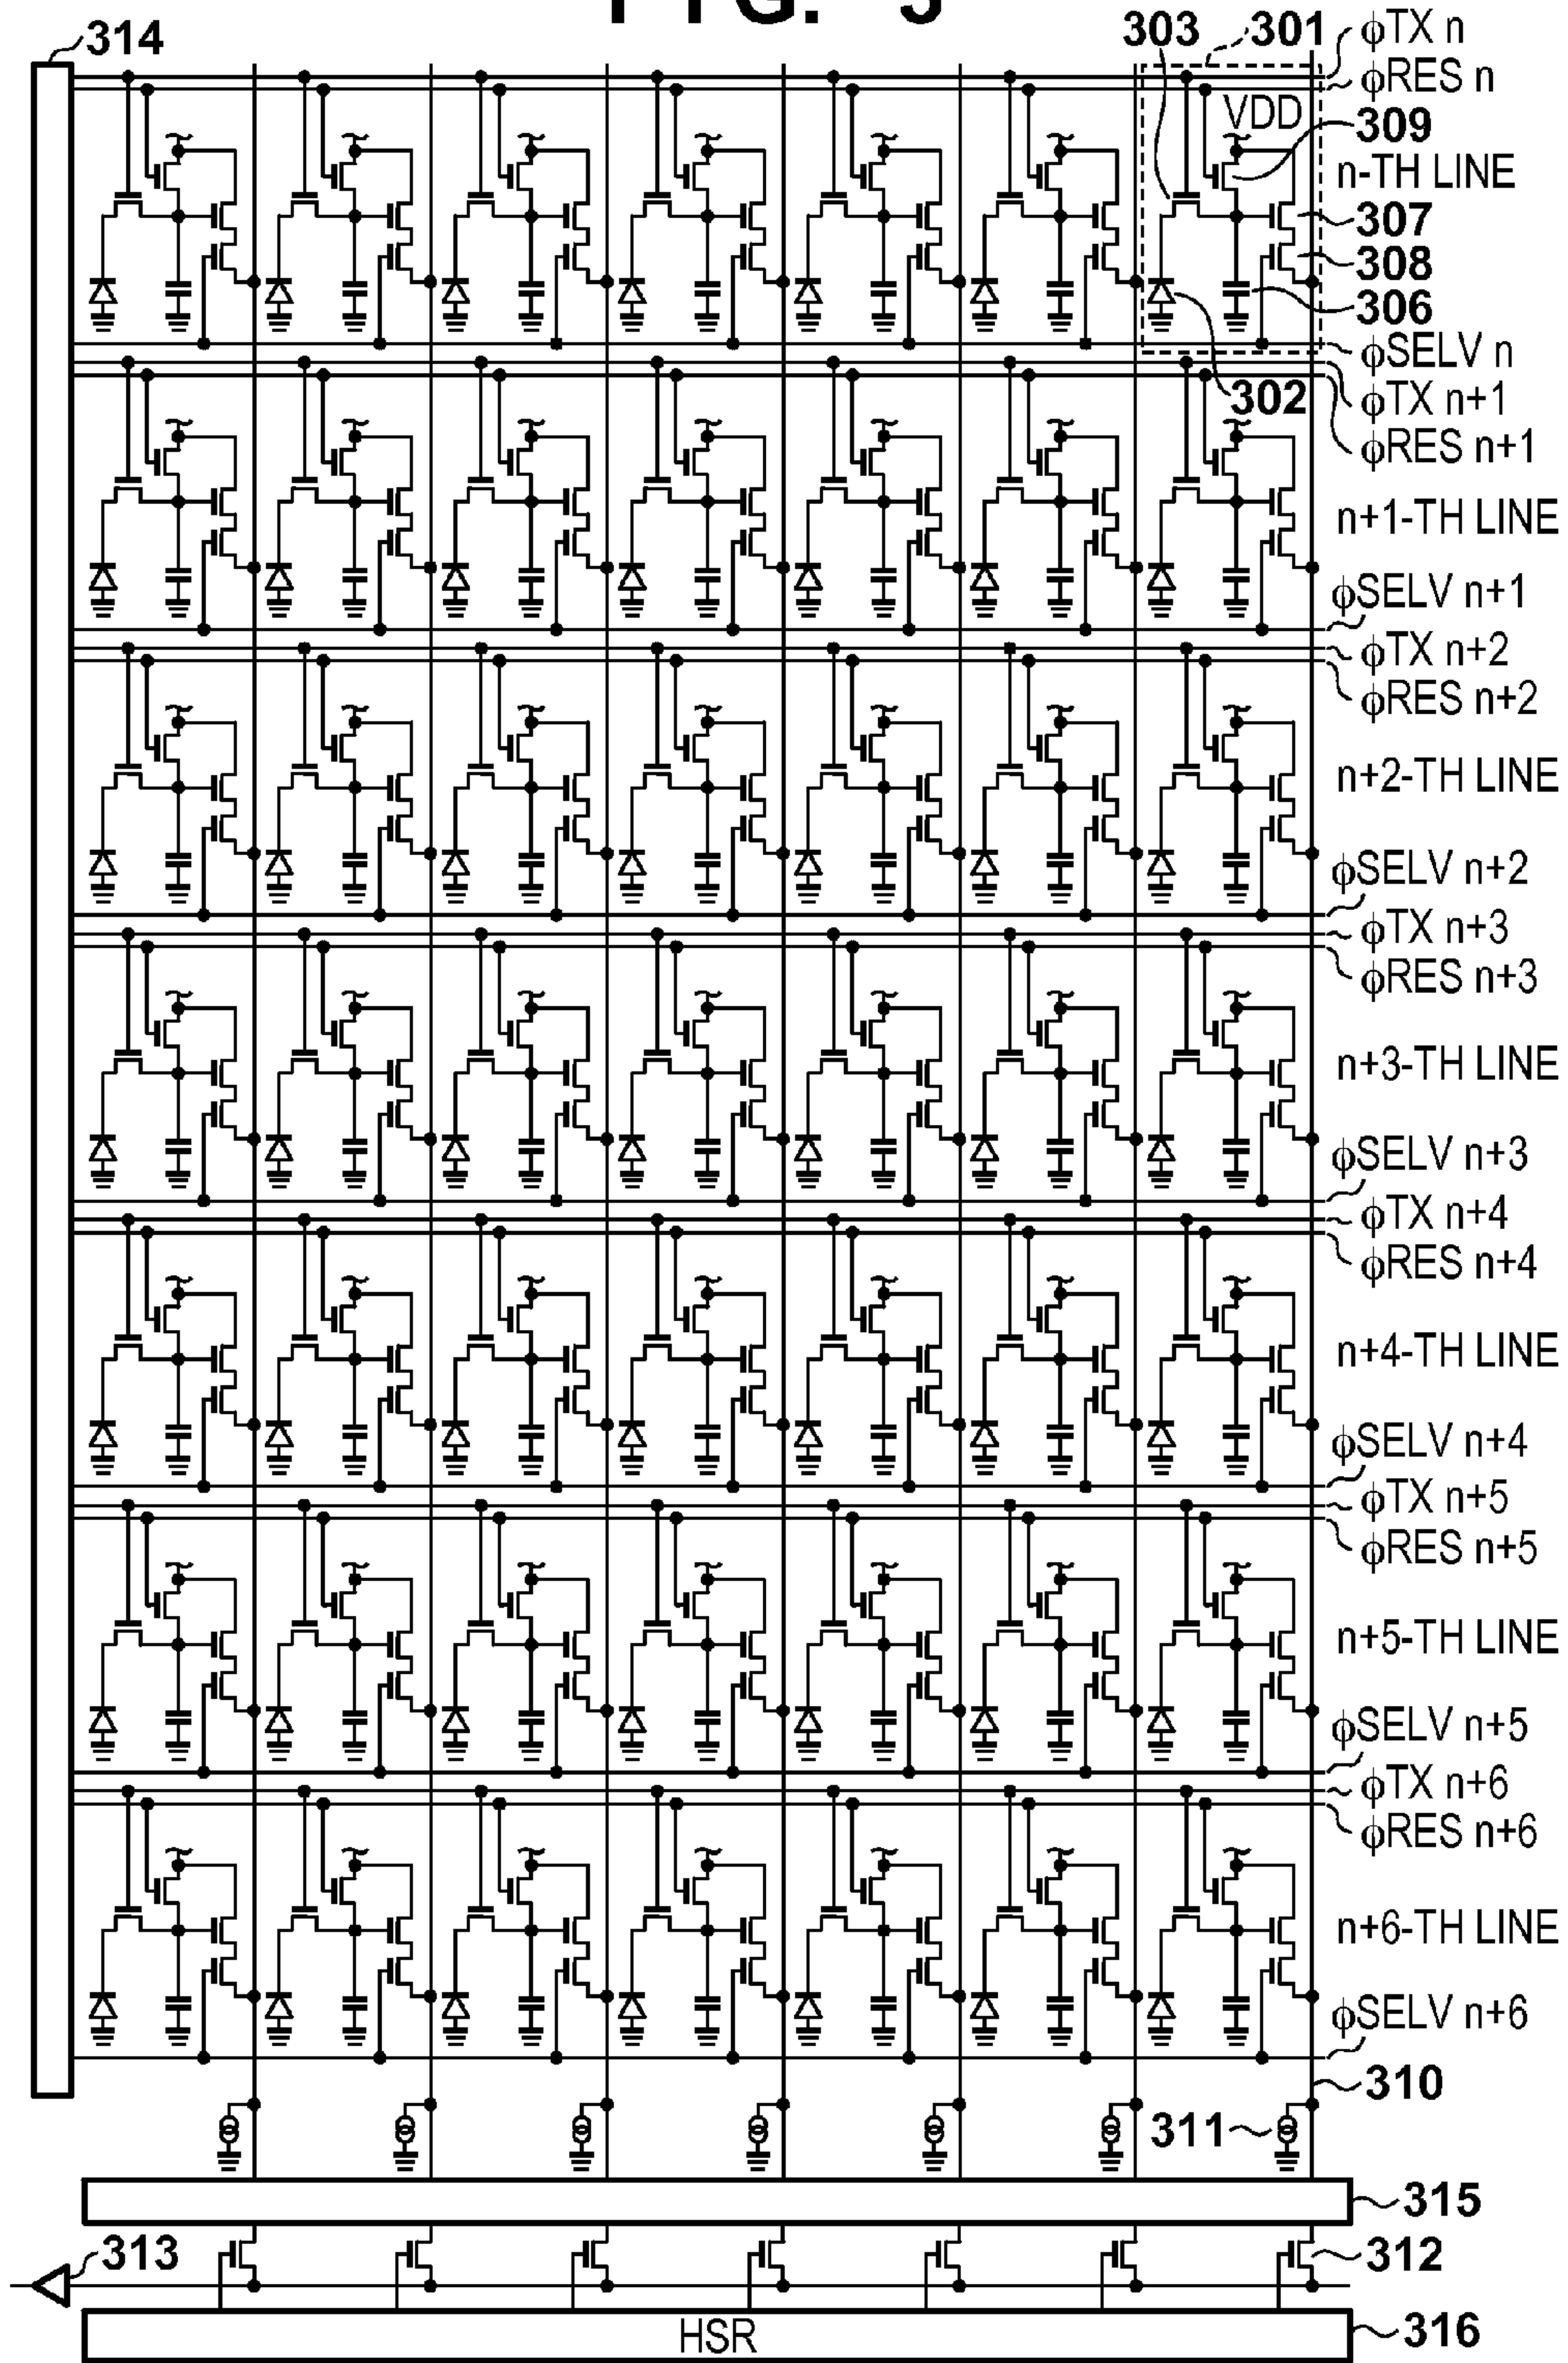 FIG. 3
314
303
301
φTX n
φRES n
VDD
309
n-TH LINE
307
308
306
φSELV n
302
φTX n+1
φRES n+1
n+1-TH LINE
φSELV n+1
φTX n+2
φRES n+2
n+2-TH LINE
φSELV n+2
φTX n+3
φRES n+3
n+3-TH LINE
φSELV n+3
φTX n+4
φRES n+4
n+4-TH LINE
φSELV n+4
φTX n+5
φRES n+5
n+5-TH LINE
φSELV n+5
φTX n+6
φRES n+6
n+6-TH LINE
φSELV n+6
310
311
315
313
312
HSR
316